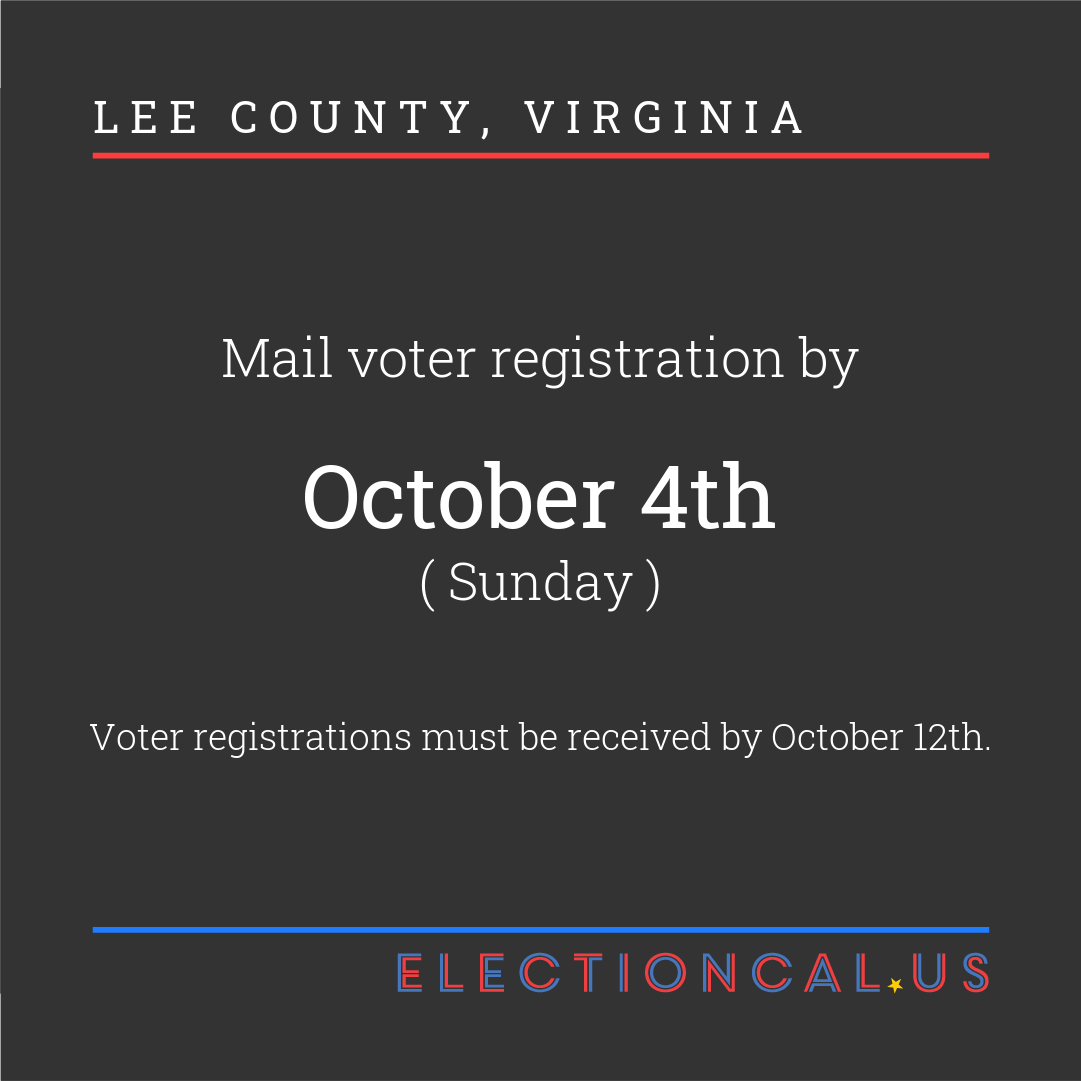 LEE COUNTY, VIRGINIA
Mail voter registration by
October 4th
( Sunday )
Voter registrations must be received by October 12th.
ELECTIONCAL.US